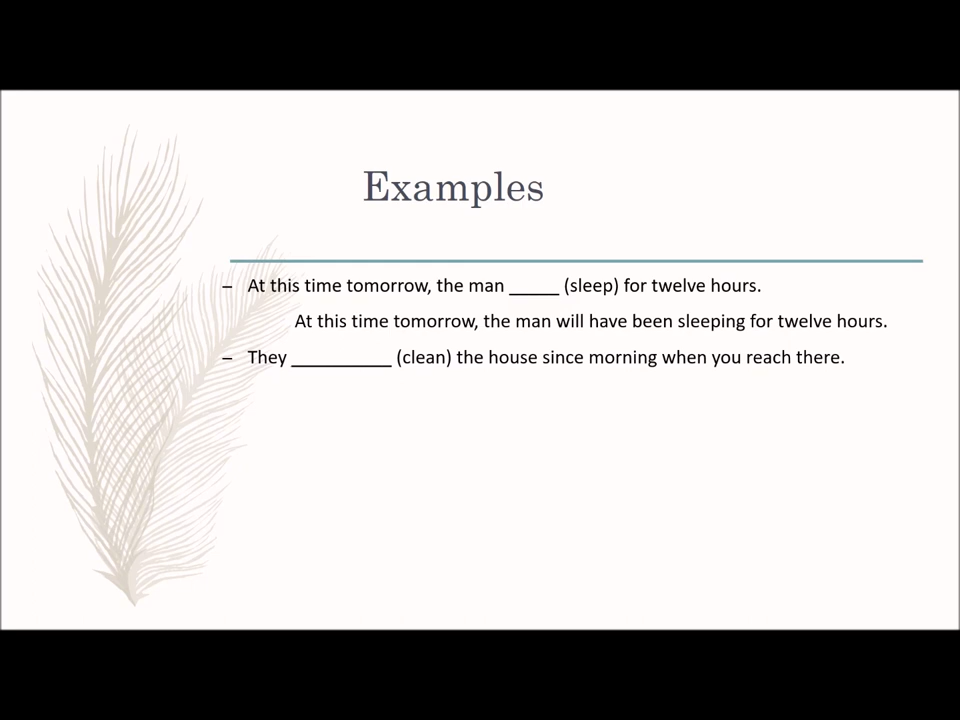 Examples
– At this time tomorrow, the man _____ (sleep) for twelve hours.
At this time tomorrow, the man will have been sleeping for twelve hours.
– They __________ (clean) the house since morning when you reach there.